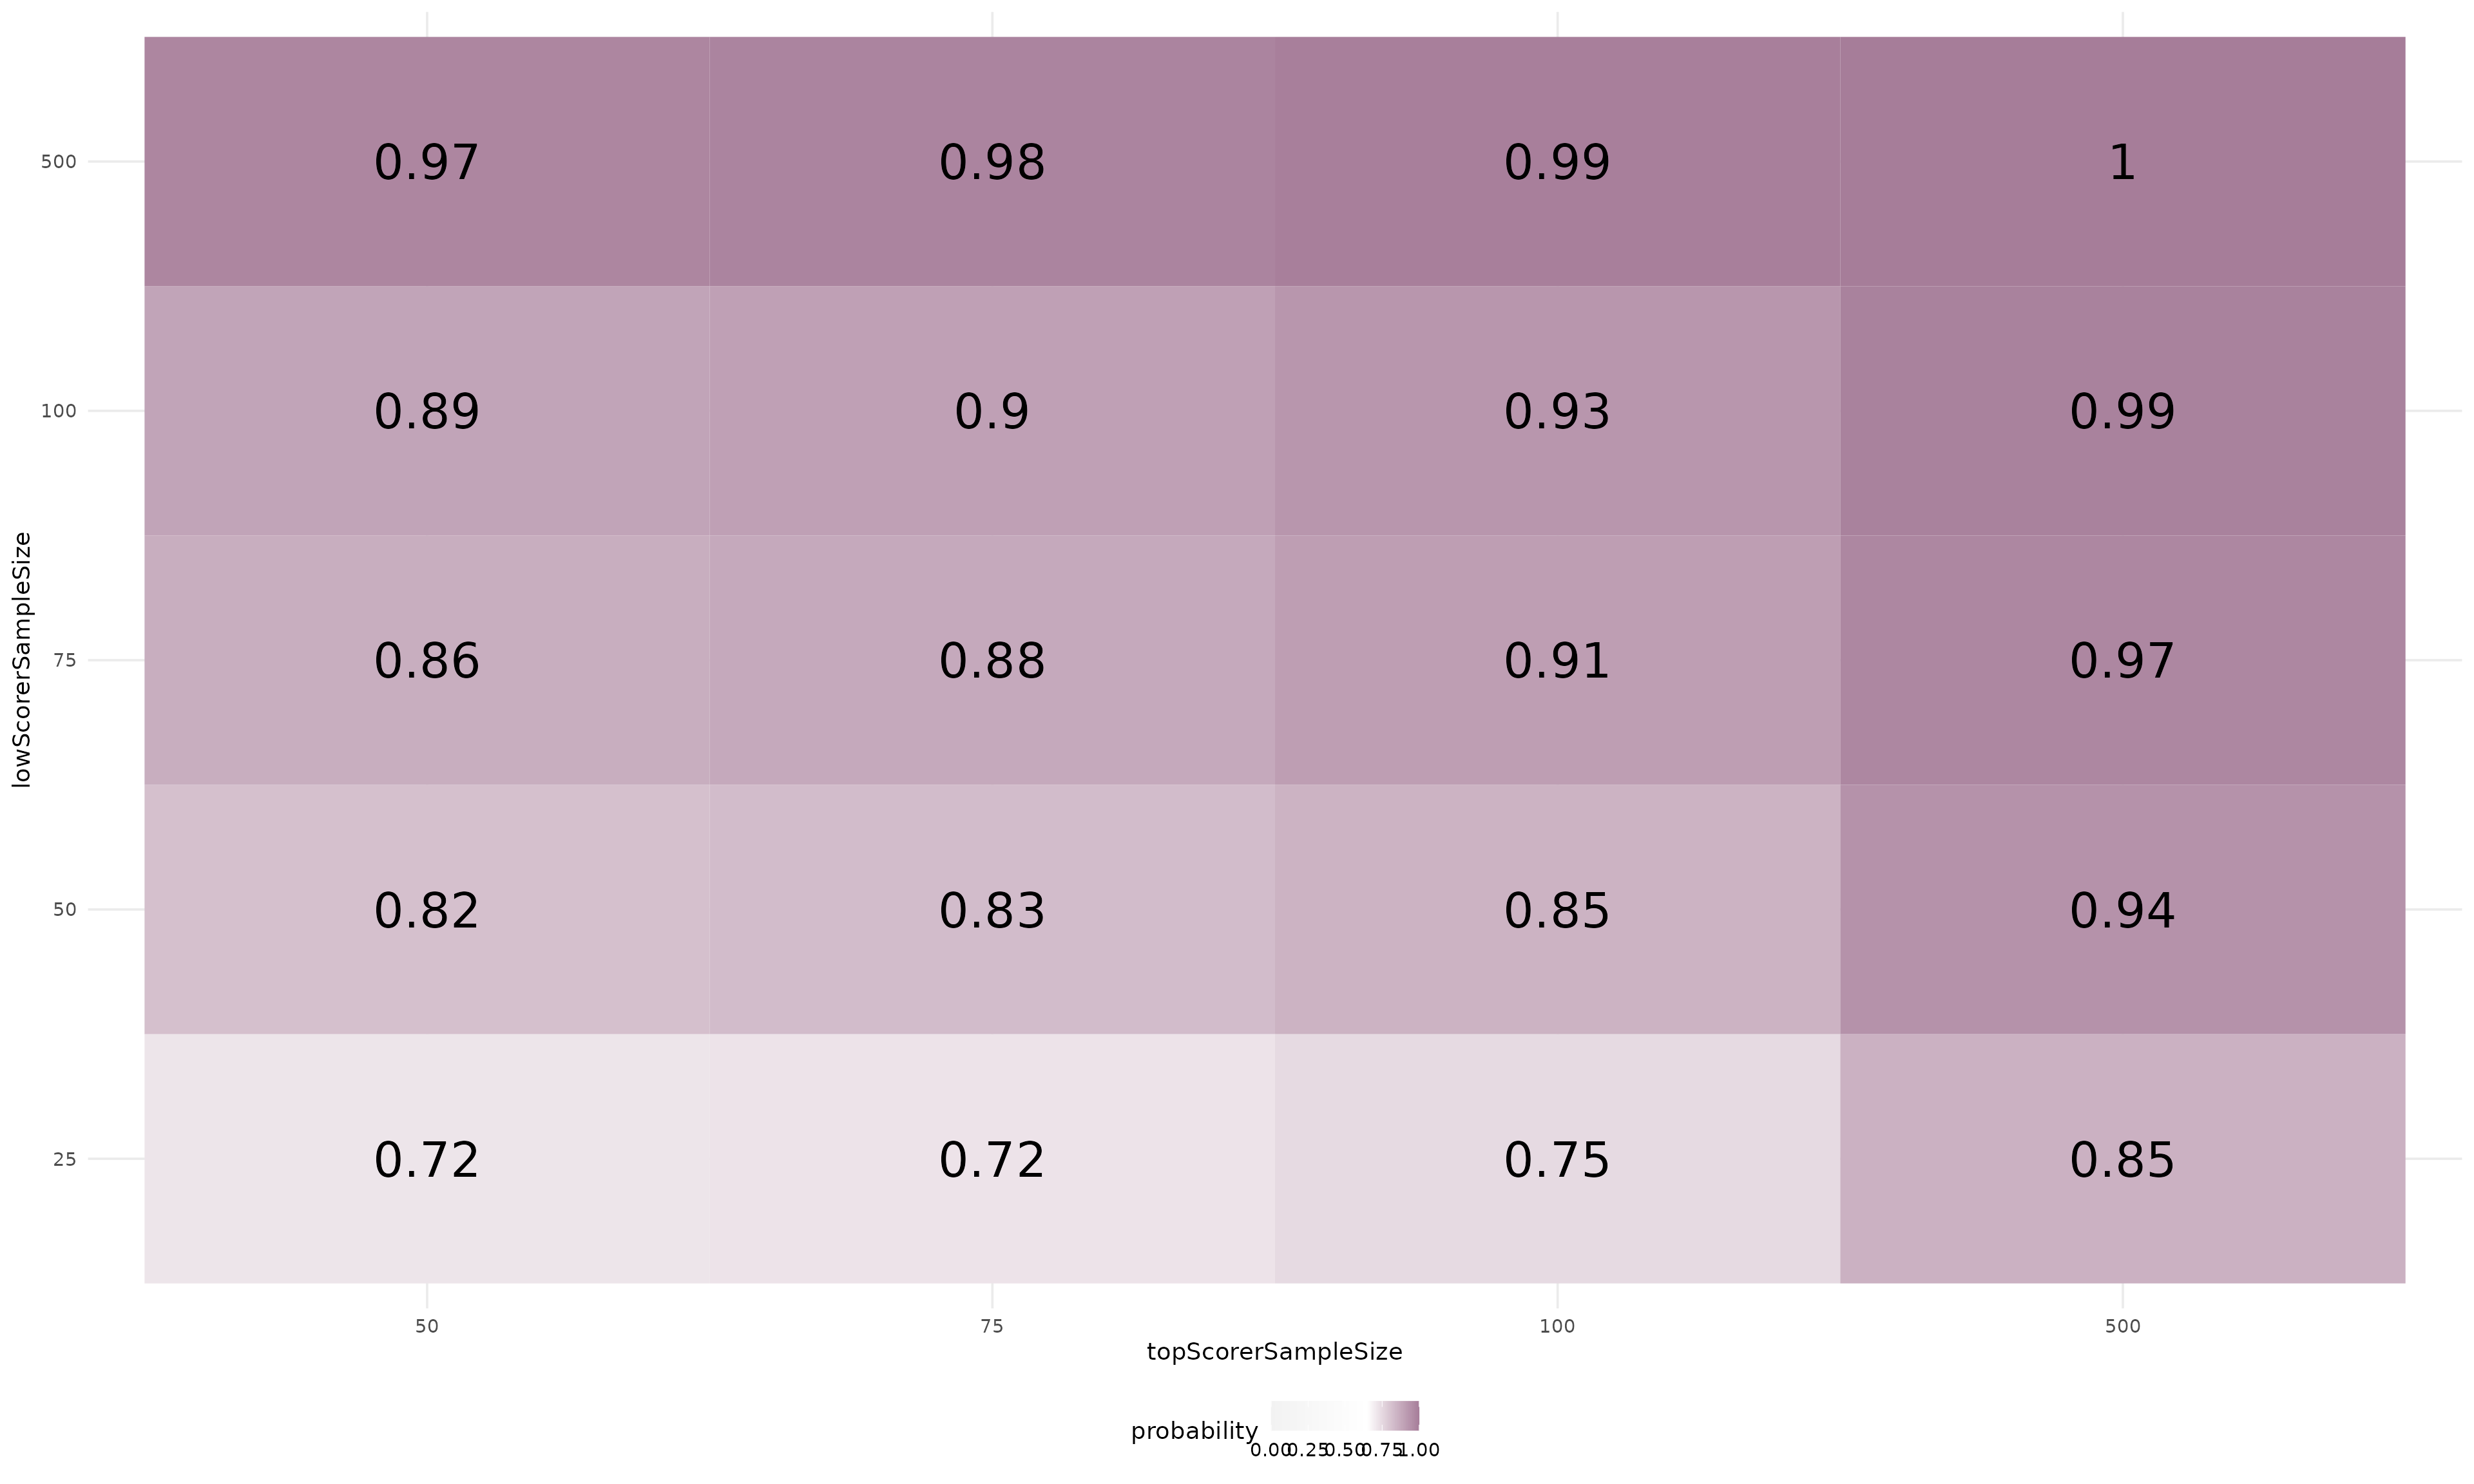 500 0.97 0.98 0.99 1
100 0.89 0.9 0.93 0.99
lowScorerSampleSize
75 0.86 0.88 0.91 0.97
50 0.82 0.83 0.85 0.94
25 0.72 0.72 0.75 0.85
50 75 100 500
topScorerSampleSize
probability
0.00 0.25 0.50 0.75 1.00